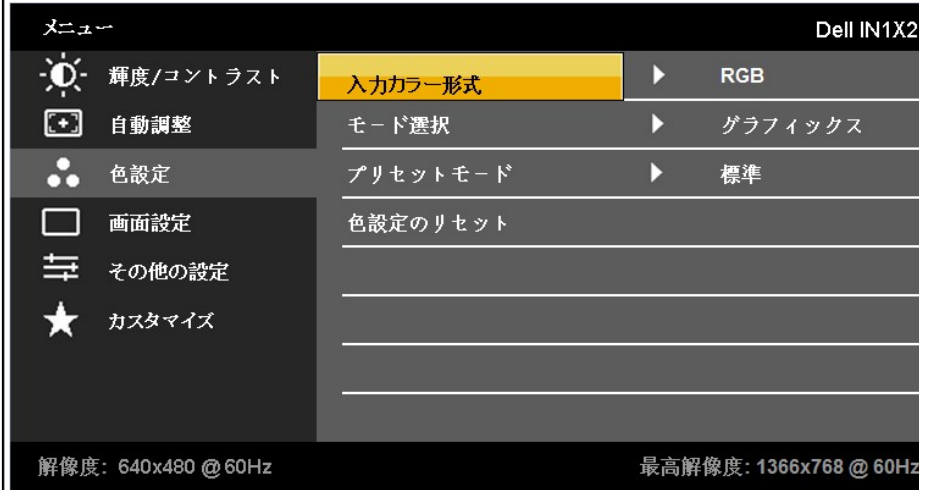 メニュー Dell IN1X2
輝度/コントラスト 入力カラー形式 RGB
自動調整 モード選択 グラフィックス
色設定 プリセットモード 標準
画面設定 色設定のリセット
その他の設定
カスタマイズ
解像度: 640x480 @60Hz 最高解像度: 1366x768 @ 60Hz